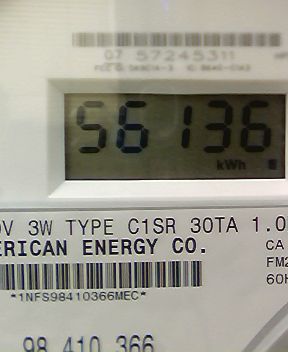 07 57245311
56136
kWh
V 3W TYPE C1SR 30TA 1.0
ERICAN ENERGY CO.
CA
FM2
60H
*1NFS98410366MEC*
98 410 366